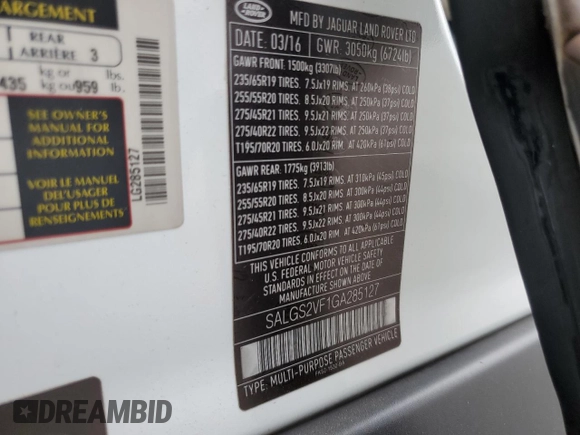 CHARGEMENT
REAR
ARRIÈRE 3
kg or lbs.
435 kg ou 959 lb.
SEE OWNER'S
MANUAL FOR
ADDITIONAL
INFORMATION
VOIR LE MANUEL
DE L'USAGER
POUR PLUS DE
RENSEIGNEMENTS
LG285127
LAND ROVER
MFD BY JAGUAR LAND ROVER LTD
DATE: 03/16 GWR: 3050kg (6724lb)
GAWR FRONT: 1500kg (3307lb)
235/65R19 TIRES. 7.5Jx19 RIMS. AT 260kPa (38psi) COLD
255/55R20 TIRES. 8.5Jx20 RIMS. AT 250kPa (37psi) COLD
275/45R21 TIRES. 9.5Jx21 RIMS. AT 250kPa (37psi) COLD
275/40R22 TIRES. 9.5Jx22 RIMS. AT 250kPa (37psi) COLD
T195/70R20 TIRES. 6.0Jx20 RIM. AT 420kPa (61psi) COLD
GAWR REAR: 1775kg (3913lb)
235/65R19 TIRES. 7.5Jx19 RIMS. AT 310kPa (45psi) COLD
255/55R20 TIRES. 8.5Jx20 RIMS. AT 300kPa (44psi) COLD
275/45R21 TIRES. 9.5Jx21 RIMS. AT 300kPa (44psi) COLD
275/40R22 TIRES. 9.5Jx22 RIMS. AT 300kPa (44psi) COLD
T195/70R20 TIRES. 6.0Jx20 RIM. AT 420kPa (61psi) COLD
THIS VEHICLE CONFORMS TO ALL APPLICABLE
U.S. FEDERAL MOTOR VEHICLE SAFETY
STANDARDS IN EFFECT ON THE DATE OF
MANUFACTURE SHOWN ABOVE.
SALGS2VF1GA285127
TYPE: MULTI-PURPOSE PASSENGER VEHICLE
DREAMBID